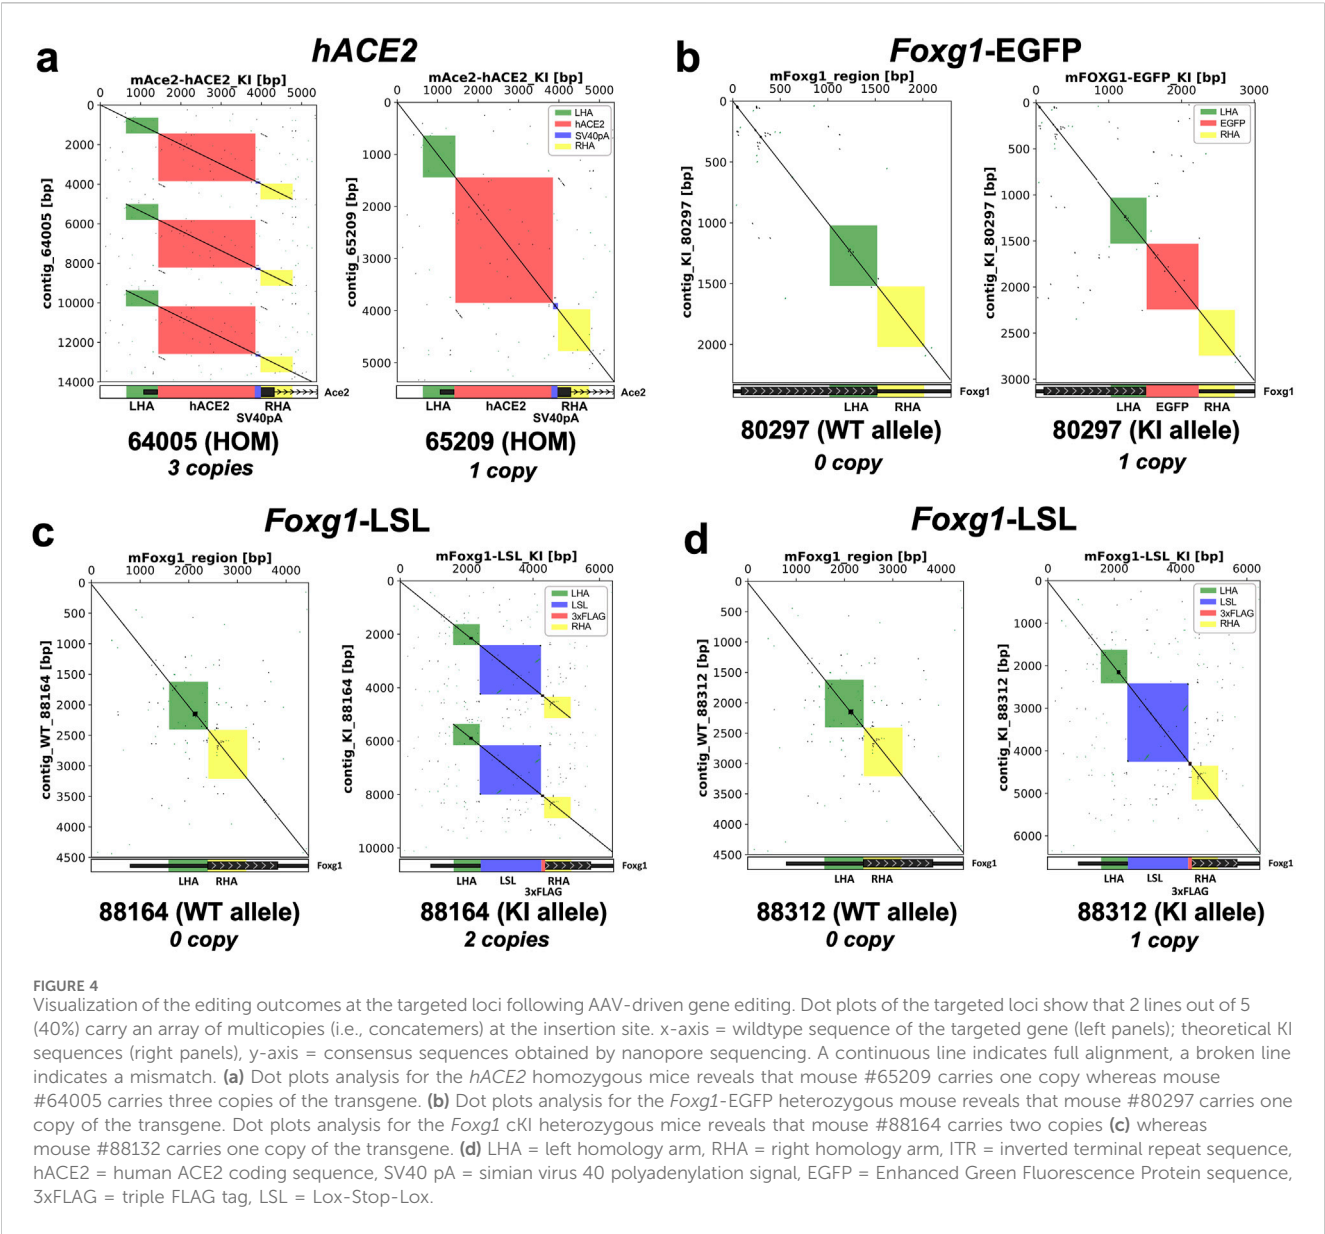 a
hACE2
mAce2-hACE2_KI [bp]
0 1000 2000 3000 4000 5000
0
2000
4000
6000
8000
10000
12000
14000
contig_64005 [bp]
Ace2
LHA hACE2 RHA
SV40pA
64005 (HOM)
3 copies
mAce2-hACE2_KI [bp]
0 1000 2000 3000 4000 5000
0
1000
2000
3000
4000
5000
contig_65209 [bp]
LHA
hACE2
SV40pA
RHA
LHA hACE2 RHA
SV40pA
65209 (HOM)
1 copy
b
Foxg1-EGFP
mFoxg1_region [bp]
0 500 1000 1500 2000
0
500
1000
1500
2000
contig_KI_80297 [bp]
Foxg1
LHA RHA
80297 (WT allele)
0 copy
mFOXG1-EGFP_KI [bp]
0 1000 2000 3000
0
500
1000
1500
2000
2500
3000
contig_KI_80297 [bp]
LHA
EGFP
RHA
Foxg1
LHA EGFP RHA
80297 (KI allele)
1 copy
c
Foxg1-LSL
mFoxg1_region [bp]
0 1000 2000 3000 4000
0
500
1000
1500
2000
2500
3000
3500
4000
4500
contig_WT_88164 [bp]
Foxg1
LHA RHA
88164 (WT allele)
0 copy
mFoxg1-LSL_KI [bp]
0 2000 4000 6000
0
2000
4000
6000
8000
10000
contig_KI_88164 [bp]
LHA
LSL
3xFLAG
RHA
Foxg1
LHA LSL RHA
3xFLAG
88164 (KI allele)
2 copies
d
Foxg1-LSL
mFoxg1_region [bp]
0 1000 2000 3000 4000
0
500
1000
1500
2000
2500
3000
3500
4000
4500
contig_WT_88312 [bp]
Foxg1
LHA RHA
88312 (WT allele)
0 copy
mFoxg1-LSL_KI [bp]
0 2000 4000 6000
0
1000
2000
3000
4000
5000
6000
contig_KI_88312 [bp]
LHA
LSL
3xFLAG
RHA
Foxg1
LHA LSL RHA
3xFLAG
88312 (KI allele)
1 copy
FIGURE 4
Visualization of the editing outcomes at the targeted loci following AAV-driven gene editing. Dot plots of the targeted loci show that 2 lines out of 5
(40%) carry an array of multicopies (i.e., concatemers) at the insertion site. x-axis = wildtype sequence of the targeted gene (left panels); theoretical KI
sequences (right panels), y-axis = consensus sequences obtained by nanopore sequencing. A continuous line indicates full alignment, a broken line
indicates a mismatch. (a) Dot plots analysis for the hACE2 homozygous mice reveals that mouse #65209 carries one copy whereas mouse
#64005 carries three copies of the transgene. (b) Dot plots analysis for the Foxg1-EGFP heterozygous mouse reveals that mouse #80297 carries one
copy of the transgene. Dot plots analysis for the Foxg1 cKI heterozygous mice reveals that mouse #88164 carries two copies (c) whereas
mouse #88132 carries one copy of the transgene. (d) LHA = left homology arm, RHA = right homology arm, ITR = inverted terminal repeat sequence,
hACE2 = human ACE2 coding sequence, SV40 pA = simian virus 40 polyadenylation signal, EGFP = Enhanced Green Fluorescence Protein sequence,
3xFLAG = triple FLAG tag, LSL = Lox-Stop-Lox.